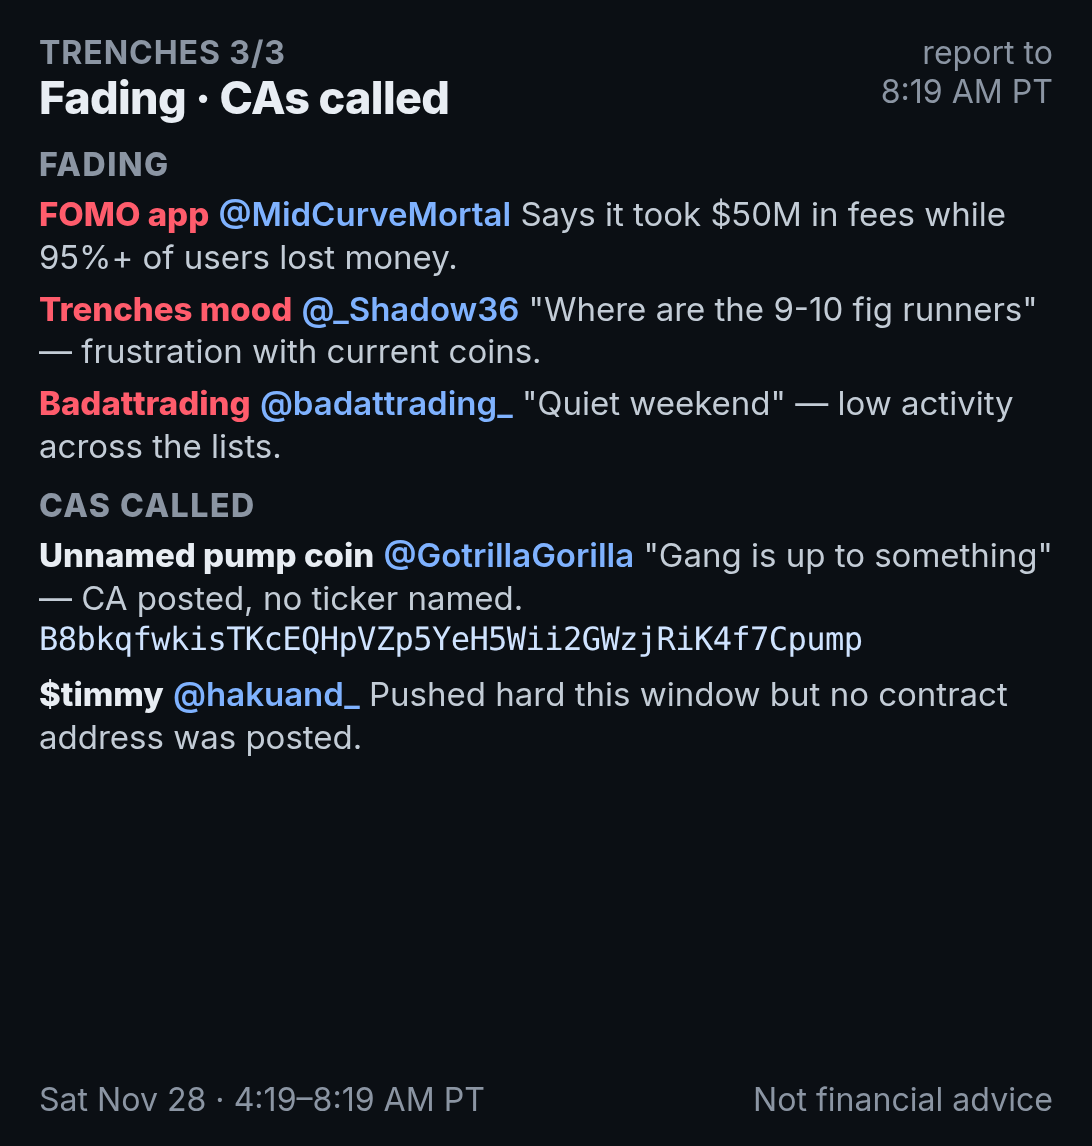 TRENCHES 3/3
Fading · CAs called
report to
8:19 AM PT
FADING
FOMO app @MidCurveMortal Says it took $50M in fees while
95%+ of users lost money.
Trenches mood @_Shadow36 "Where are the 9-10 fig runners"
— frustration with current coins.
Badattrading @badattrading_ "Quiet weekend" — low activity
across the lists.
CAS CALLED
Unnamed pump coin @GotrillaGorilla "Gang is up to something"
— CA posted, no ticker named.
B8bkqfwkisTKcEQHpVZp5YeH5Wii2GWzjRiK4f7Cpump
$timmy @hakuand_ Pushed hard this window but no contract
address was posted.
Sat Nov 28 · 4:19–8:19 AM PT
Not financial advice